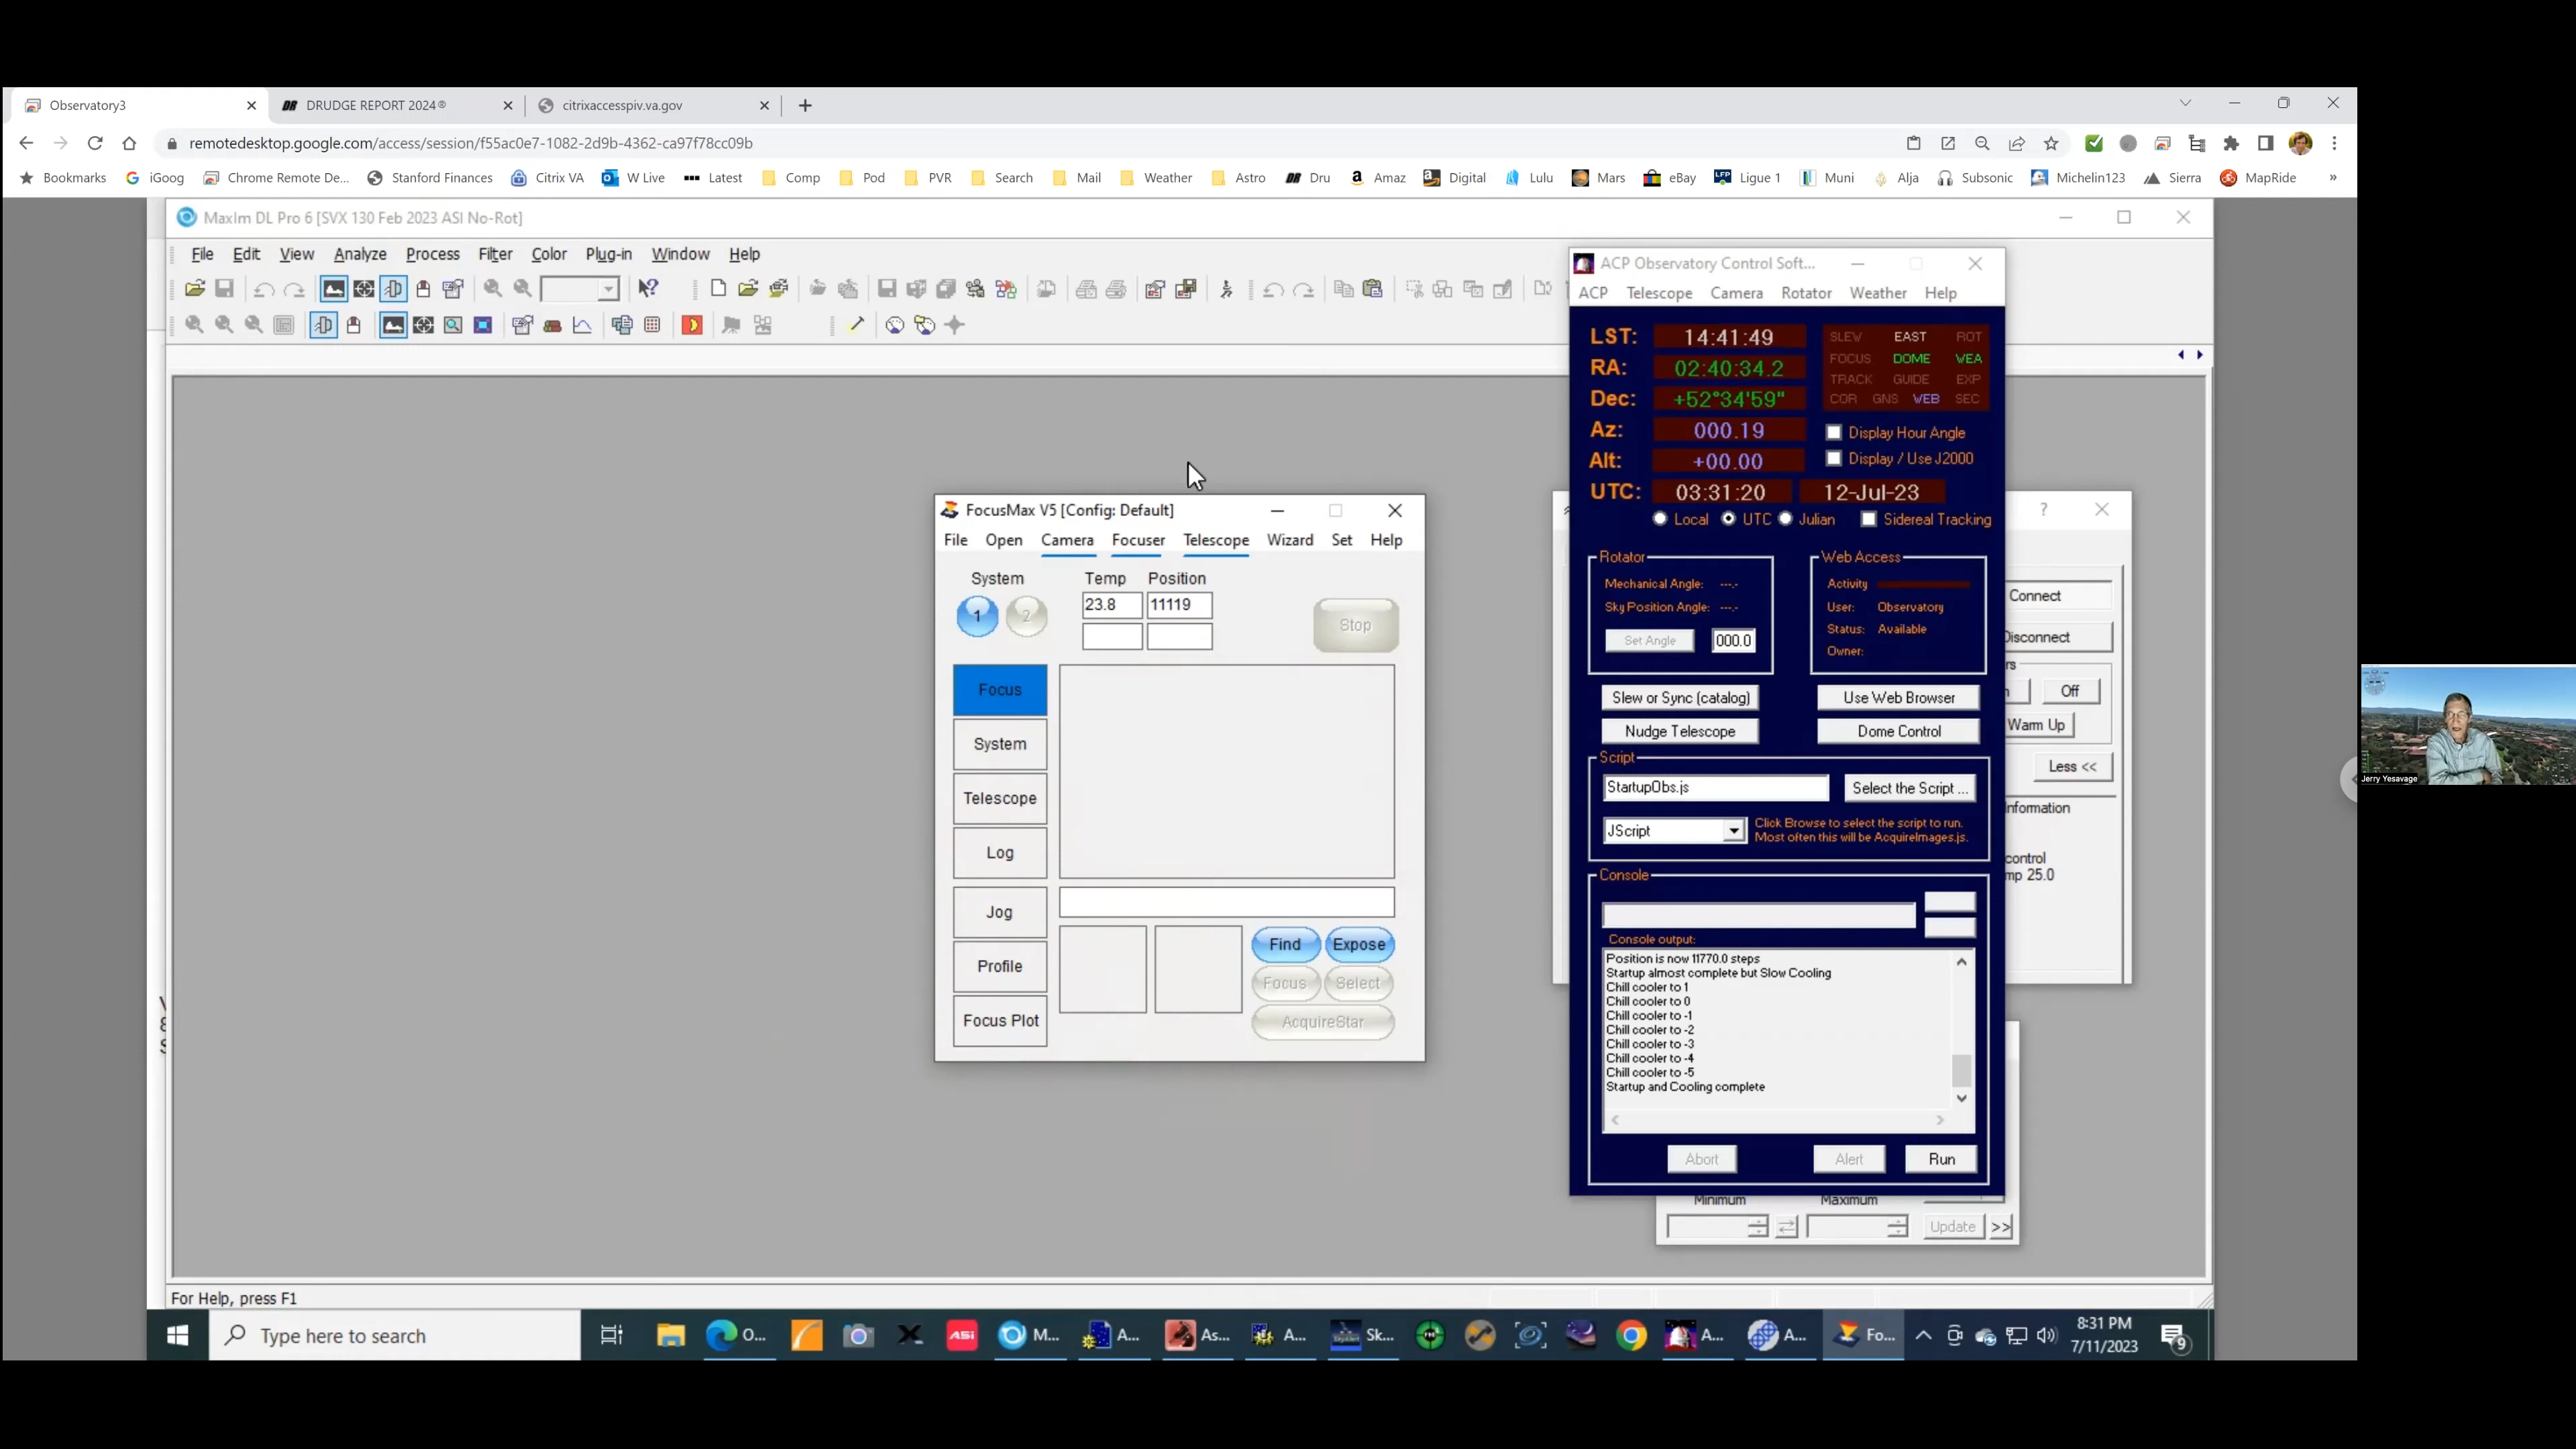 Observatory3
DRUDGE REPORT 2024®
citrixaccesspiv.va.gov
remotedesktop.google.com/access/session/f55ac0e7-1082-2d9b-4362-ca97f78cc09b
Bookmarks iGoog Chrome Remote De... Stanford Finances Citrix VA W Live Latest Comp Pod PVR Search Mail Weather Astro Dru Amaz Digital Lulu Mars eBay Ligue 1 Muni Alja Subsonic Michelin123 Sierra MapRide »
MaxIm DL Pro 6 [SVX 130 Feb 2023 ASI No-Rot]
File Edit View Analyze Process Filter Color Plug-in Window Help
FocusMax V5 [Config: Default]
File Open Camera Focuser Telescope Wizard Set Help
System Temp Position
1 2 23.8 11119
Stop
Focus
System
Telescope
Log
Jog
Profile
Focus Plot
Find Expose
Focus Select
AcquireStar
ACP Observatory Control Soft...
ACP Telescope Camera Rotator Weather Help
LST: 14:41:49 SLEW EAST ROT
RA: 02:40:34.2 FOCUS DOME WEA
TRACK GUIDE EXP
Dec: +52°34'59" COR GNS WEB SEC
Az: 000.19 Display Hour Angle
Alt: +00.00 Display / Use J2000
UTC: 03:31:20 12-Jul-23
Local UTC Julian Sidereal Tracking
Rotator
Mechanical Angle: ---.-
Sky Position Angle: ---.-
Set Angle 000.0
Web Access
Activity
User: Observatory
Status: Available
Owner:
Slew or Sync (catalog) Use Web Browser
Nudge Telescope Dome Control
Script
StartupObs.js Select the Script ...
JScript
Click Browse to select the script to run.
Most often this will be AcquireImages.js.
Console
Console output:
Position is now 11770.0 steps
Startup almost complete but Slow Cooling
Chill cooler to 1
Chill cooler to 0
Chill cooler to -1
Chill cooler to -2
Chill cooler to -3
Chill cooler to -4
Chill cooler to -5
Startup and Cooling complete
Abort Alert Run
?
Connect
Disconnect
rs
Off
Warm Up
Less <<
nformation
control
mp 25.0
Minimum Maximum
Update >>
Jerry Yesavage
For Help, press F1
Type here to search
O... ASI M... A... As... A... Sk... A... A... Fo...
8:31 PM
7/11/2023
9